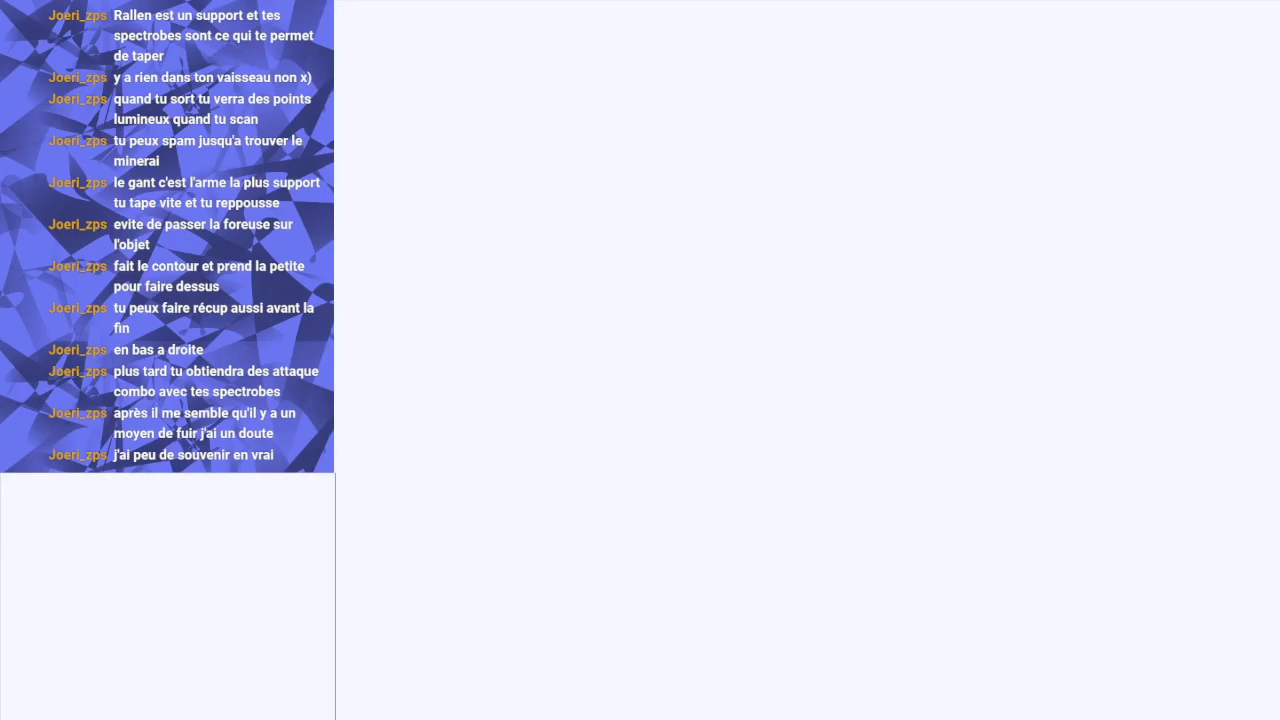 Joeri_zps Rallen est un support et tes
spectrobes sont ce qui te permet
de taper
Joeri_zps y a rien dans ton vaisseau non x)
Joeri_zps quand tu sort tu verra des points
lumineux quand tu scan
Joeri_zps tu peux spam jusqu'a trouver le
minerai
Joeri_zps le gant c'est l'arme la plus support
tu tape vite et tu reppousse
Joeri_zps evite de passer la foreuse sur
l'objet
Joeri_zps fait le contour et prend la petite
pour faire dessus
Joeri_zps tu peux faire récup aussi avant la
fin
Joeri_zps en bas a droite
Joeri_zps plus tard tu obtiendra des attaque
combo avec tes spectrobes
Joeri_zps après il me semble qu'il y a un
moyen de fuir j'ai un doute
Joeri_zps j'ai peu de souvenir en vrai